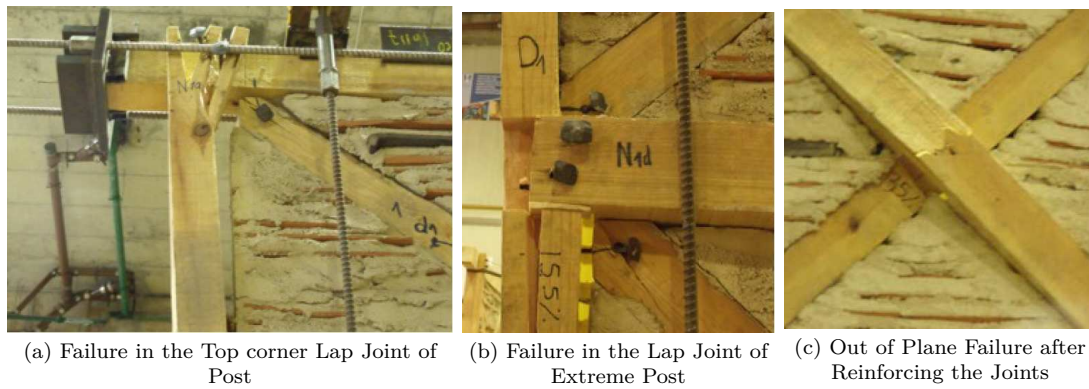 N1a
1
d1
D1
N1d
15.5%
15.5%
(a) Failure in the Top corner Lap Joint of
Post
(b) Failure in the Lap Joint of
Extreme Post
(c) Out of Plane Failure after
Reinforcing the Joints